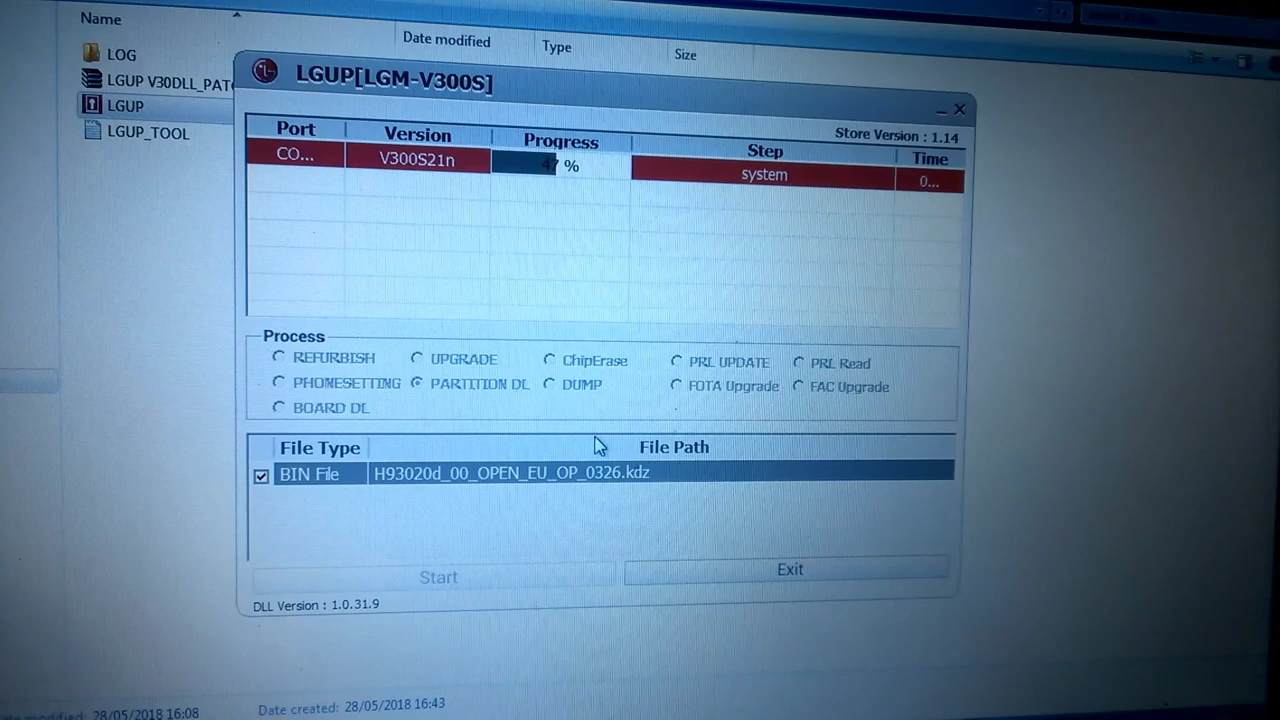 Name
Date modified
Type
Size
LOG
LGUP V30DLL_PAT
LGUP
LGUP_TOOL
LGUP[LGM-V300S]
Store Version : 1.14
Port
Version
Progress
Step
Time
CO...
V300S21n
47 %
system
0...
Process
REFURBISH
UPGRADE
ChipErase
PRL UPDATE
PRL Read
PHONESETTING
PARTITION DL
DUMP
FOTA Upgrade
FAC Upgrade
BOARD DL
File Type
File Path
BIN File
H93020d_00_OPEN_EU_OP_0326.kdz
Start
Exit
DLL Version : 1.0.31.9
modified: 28/05/2018 16:08
Date created: 28/05/2018 16:43